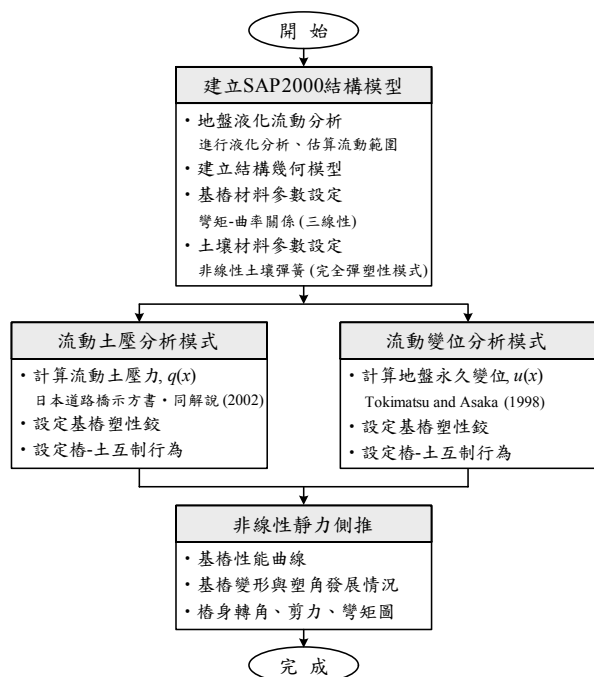 開 始
建立SAP2000結構模型
・地盤液化流動分析
進行液化分析、估算流動範圍
・建立結構幾何模型
・基樁材料參數設定
彎矩-曲率關係(三線性)
・土壤材料參數設定
非線性土壤彈簧(完全彈塑性模式)
流動土壓分析模式
・計算流動土壓力, q(x)
日本道路橋示方書・同解說(2002)
・設定基樁塑性鉸
・設定樁-土互制行為
流動變位分析模式
・計算地盤永久變位, u(x)
Tokimatsu and Asaka (1998)
・設定基樁塑性鉸
・設定樁-土互制行為
非線性靜力側推
・基樁性能曲線
・基樁變形與塑角發展情況
・樁身轉角、剪力、彎矩圖
完 成